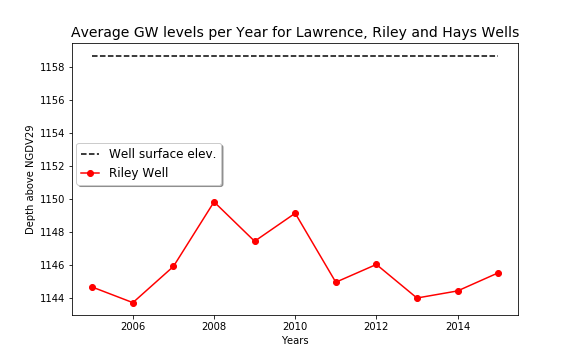 Average GW levels per Year for Lawrence, Riley and Hays Wells
1158
1156
1154
1152
1150
1148
1146
1144
Depth above NGDV29
Well surface elev.
Riley Well
2006 2008 2010 2012 2014
Years